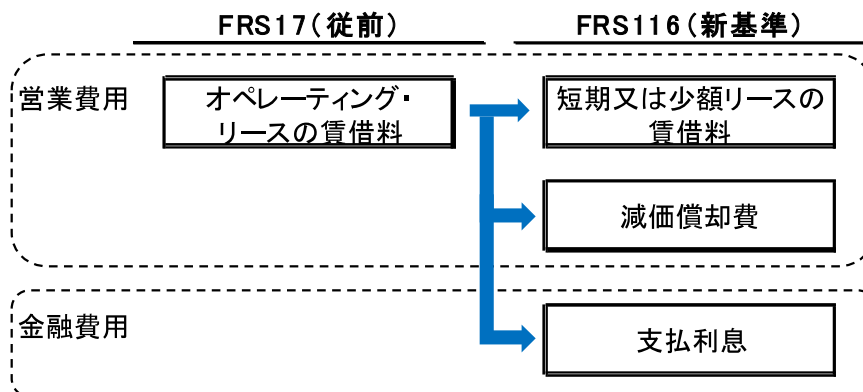 FRS17(従前)
FRS116(新基準)
営業費用
オペレーティング・
リースの賃借料
短期又は少額リースの
賃借料
減価償却費
金融費用
支払利息